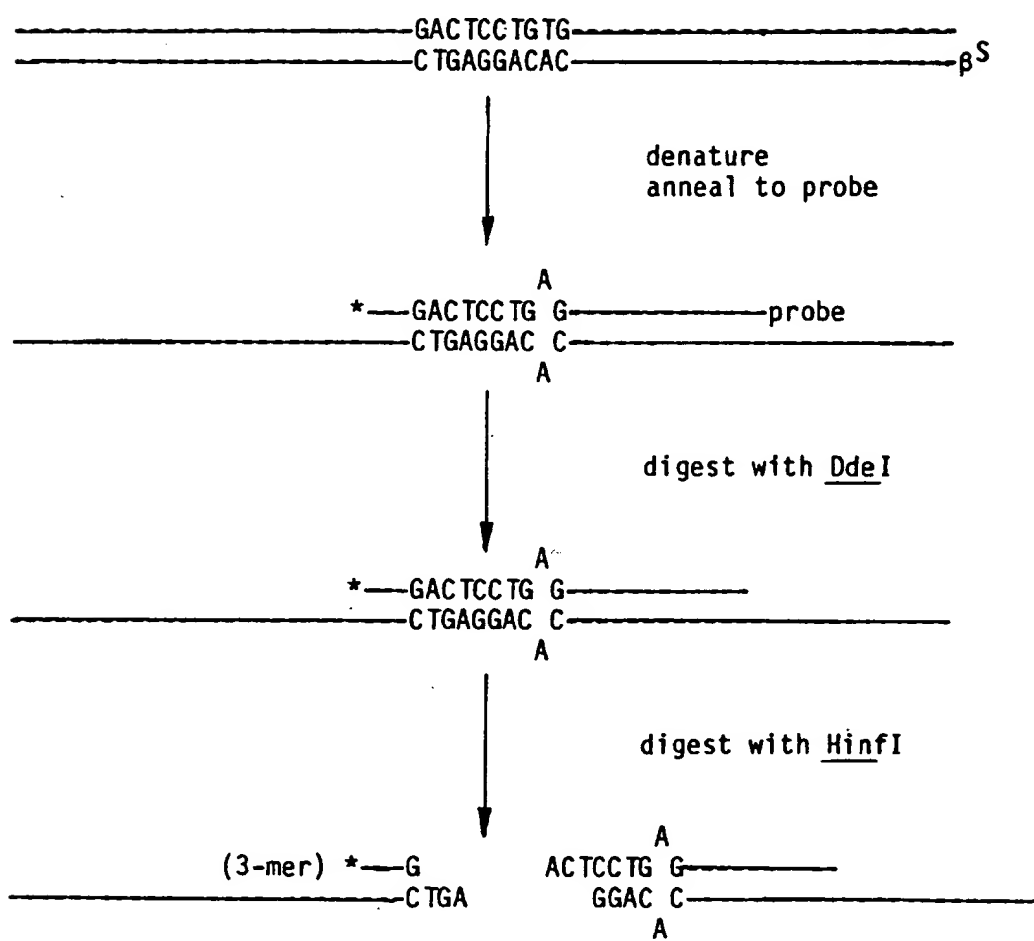 GACTCCTGTG
CTGAGGACAC βS
denature
anneal to probe
A
* GACTCCTG G probe
CTGAGGAC C
A
digest with DdeI
A
* GACTCCTG G
CTGAGGAC C
A
digest with HinfI
A
(3-mer) * G ACTCCTG G
CTGA GGAC C
A